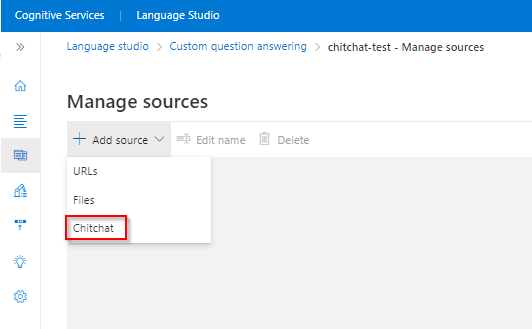 Cognitive Services | Language Studio
Language studio > Custom question answering > chitchat-test - Manage sources
Manage sources
+ Add source Edit name Delete
URLs
Files
Chitchat